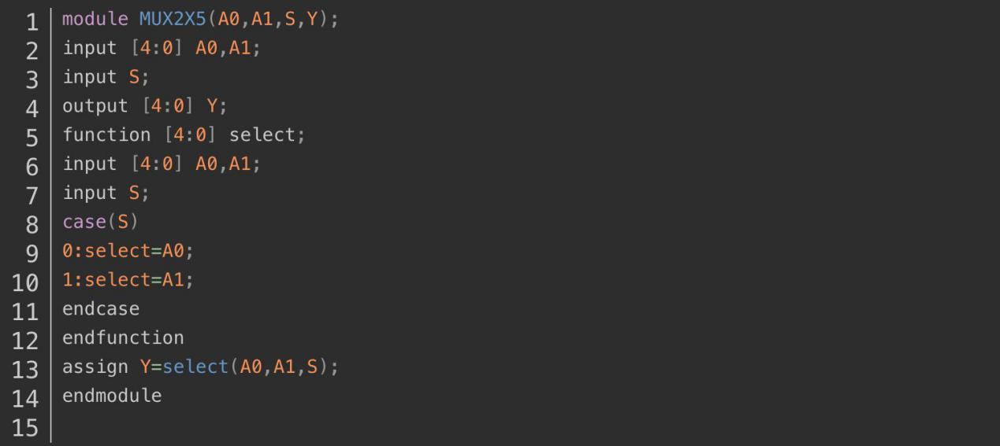 1 module MUX2X5(A0,A1,S,Y);
2 input [4:0] A0,A1;
3 input S;
4 output [4:0] Y;
5 function [4:0] select;
6 input [4:0] A0,A1;
7 input S;
8 case(S)
9 0:select=A0;
10 1:select=A1;
11 endcase
12 endfunction
13 assign Y=select(A0,A1,S);
14 endmodule
15